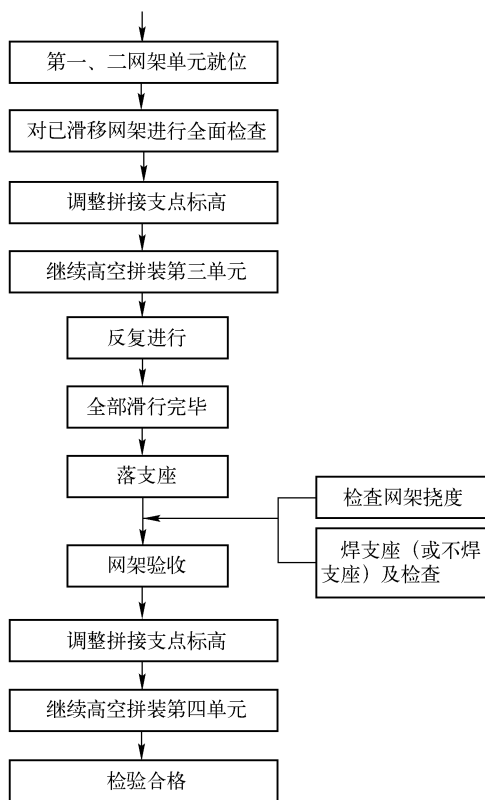 第一、二网架单元就位
对已滑移网架进行全面检查
调整拼接支点标高
继续高空拼装第三单元
反复进行
全部滑行完毕
落支座
检查网架挠度
焊支座（或不焊
支座）及检查
网架验收
调整拼接支点标高
继续高空拼装第四单元
检验合格